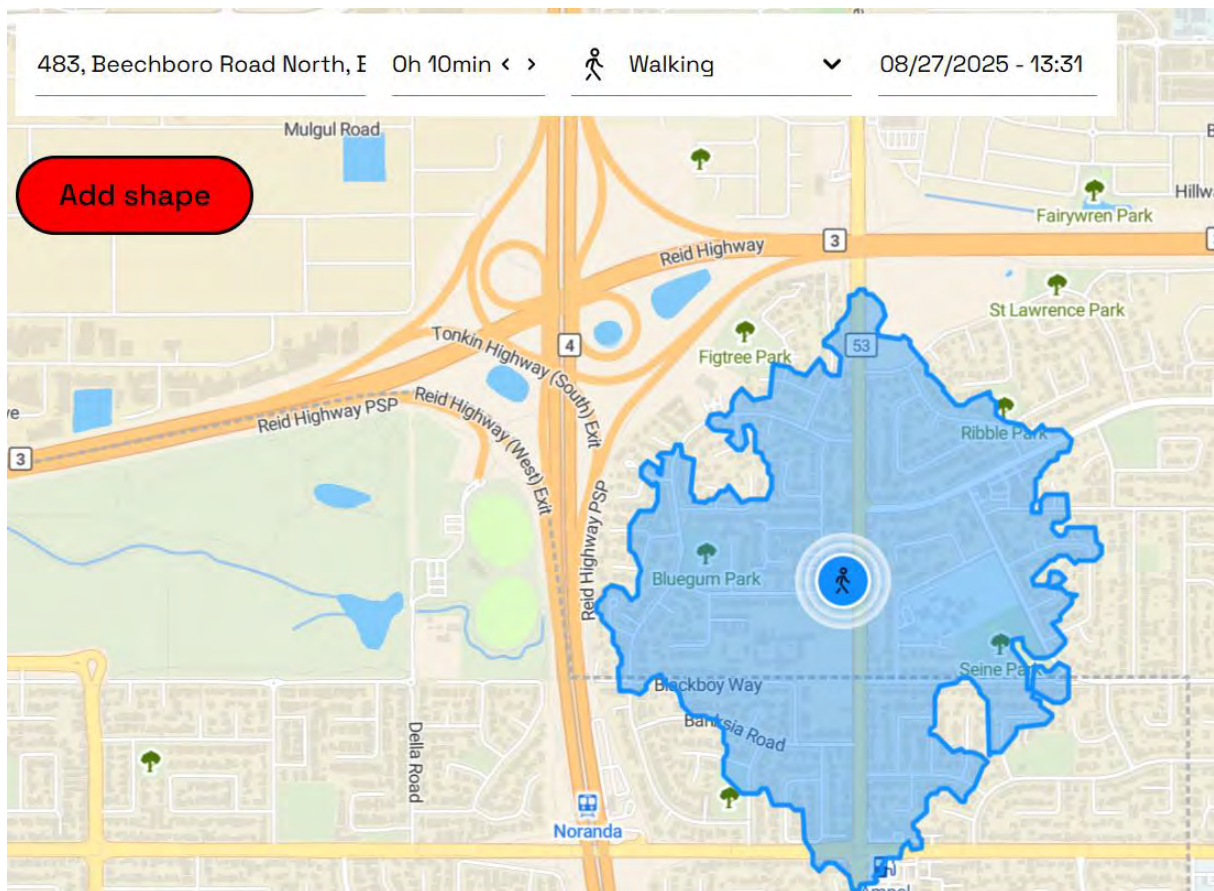 483, Beechboro Road North, E
0h 10min < >
Walking
08/27/2025 - 13:31
Mulgul Road
Add shape
Hillw
Fairywren Park
Reid Highway
3
St Lawrence Park
Tonkin Highway (South) Exit
4
53
Figtree Park
Reid Highway PSP
Reid Highway (West) Exit
ve
3
Ribble Park
Reid Highway PSP
Bluegum Park
Seine Park
Blackboy Way
Banksia Road
Della Road
Noranda
Ampol